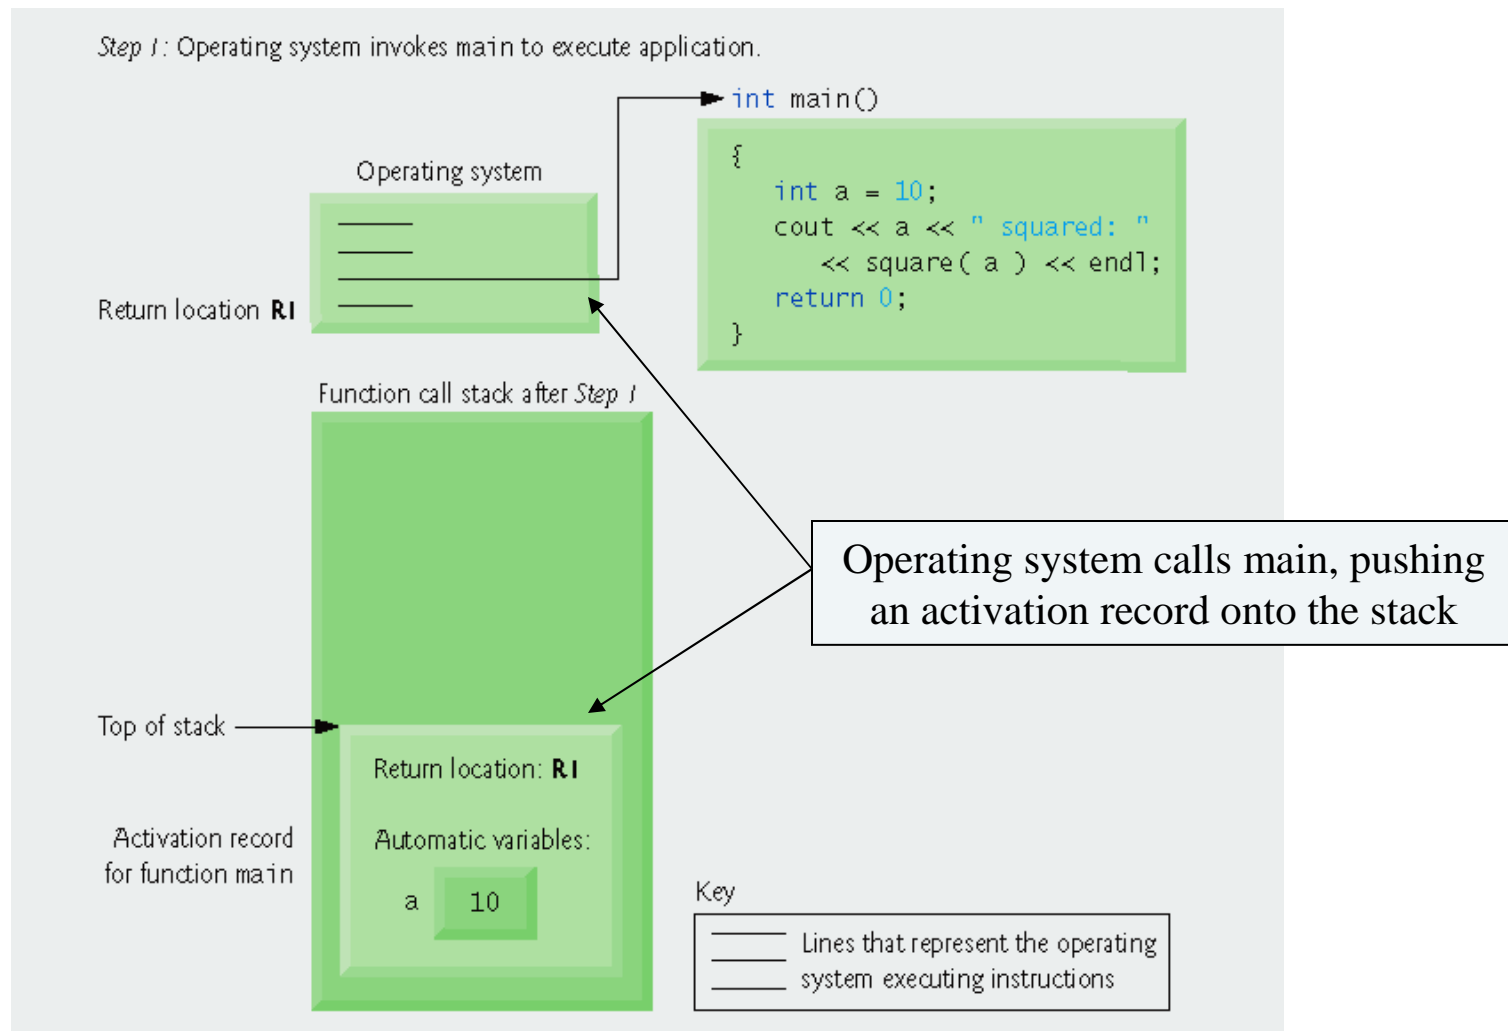 Step 1: Operating system invokes main to execute application.
int main()
{
int a = 10;
cout << a << " squared: "
<< square( a ) << endl;
return 0;
}
Operating system
Return location R1
Function call stack after Step 1
Operating system calls main, pushing
an activation record onto the stack
Top of stack
Return location: R1
Automatic variables:
a 10
Activation record
for function main
Key
Lines that represent the operating
system executing instructions